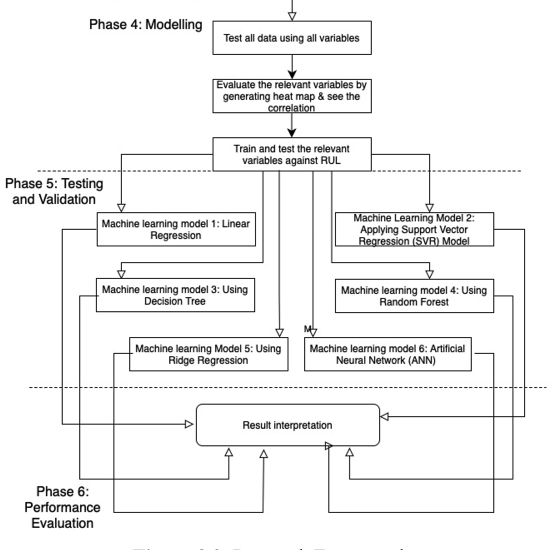 Phase 4: Modelling
Test all data using all variables
Evaluate the relevant variables by
generating heat map & see the
correlation
Train and test the relevant
variables against RUL
Phase 5: Testing
and Validation
Machine learning model 1: Linear
Regression
Machine Learning Model 2:
Applying Support Vector
Regression (SVR) Model
Machine learning model 3: Using
Decision Tree
Machine learning model 4: Using
Random Forest
M
Machine learning Model 5: Using
Ridge Regression
Machine learning model 6: Artificial
Neural Network (ANN)
Result interpretation
Phase 6:
Performance
Evaluation